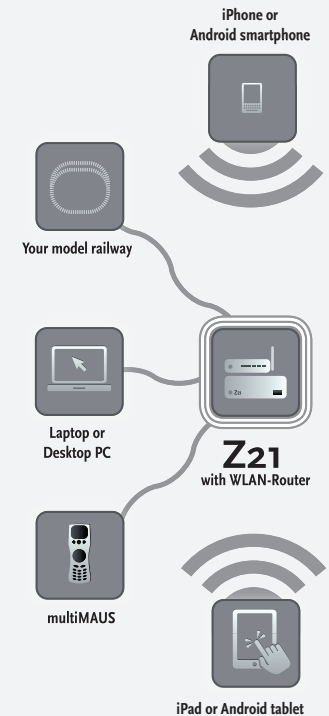 iPhone or
Android smartphone
Your model railway
Laptop or
Desktop PC
Z21
Z21
with WLAN-Router
multiMAUS
iPad or Android tablet